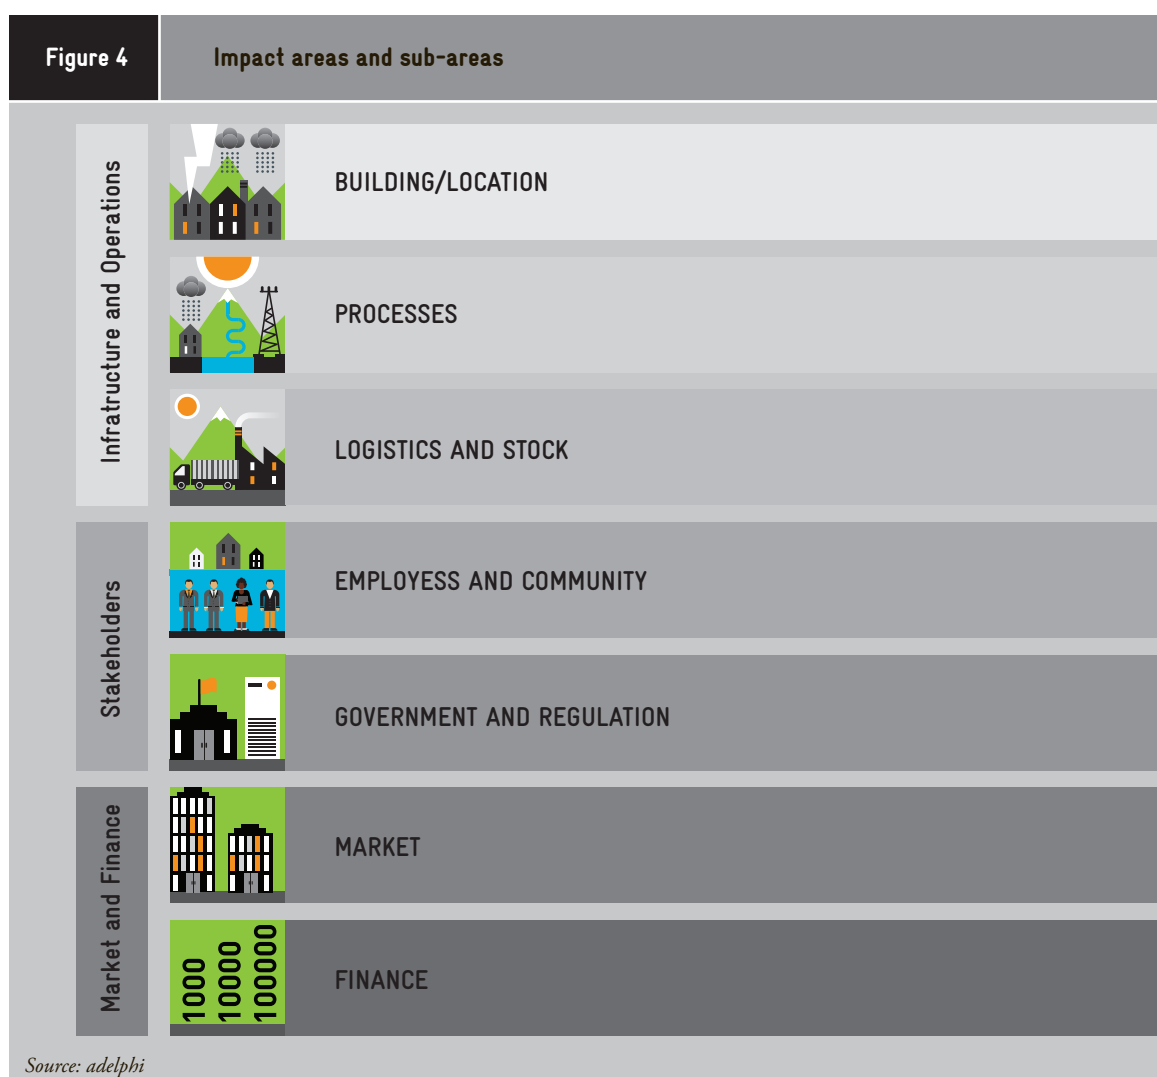 Figure 4
Impact areas and sub-areas
Infratructure and Operations
BUILDING/LOCATION
PROCESSES
LOGISTICS AND STOCK
Stakeholders
EMPLOYESS AND COMMUNITY
GOVERNMENT AND REGULATION
Market and Finance
MARKET
1000
10000
100000
FINANCE
Source: adelphi